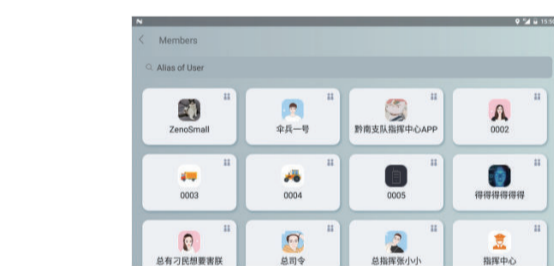 15:55
Members
Alias of User
ZenoSmall
伞兵一号
黔南支队指挥中心APP
0002
0003
0004
0005
得得得得得得
总有刁民想要害朕
总司令
总指挥张小小
指挥中心